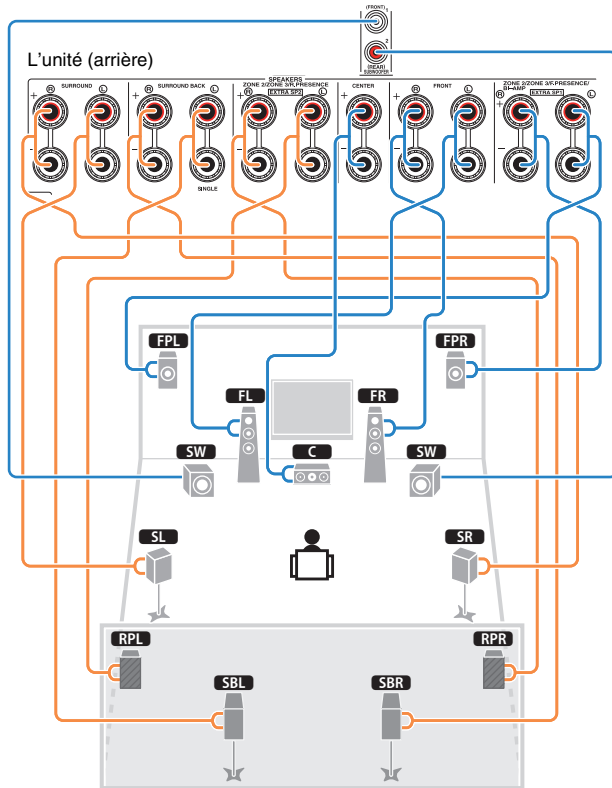 (FRONT) 1
2
(REAR)
SUBWOOFER
L'unité (arrière)
SPEAKERS
SURROUND
SURROUND BACK
ZONE 2/ZONE 3/R.PRESENCE
EXTRA SP2
CENTER
FRONT
ZONE 2/ZONE 3/F.PRESENCE/
BI-AMP
EXTRA SP1
R L R L R L R L R L
+ + + + + +
- - - - - -
SINGLE
FPL FPR
FL FR
SW C SW
SL SR
RPL RPR
SBL SBR